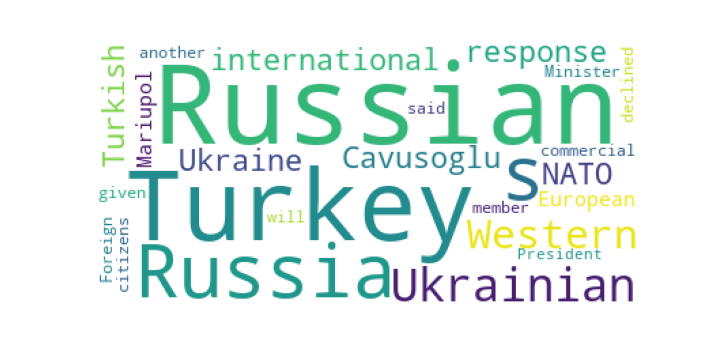 another
international
response
Turkish
Mariupol
Russian
Minister
declined
said
Ukraine
Cavusoglu
commercial
given
Turkey
s
NATO
European
will
member
Western
Foreign
citizens
Russia
President
Ukrainian